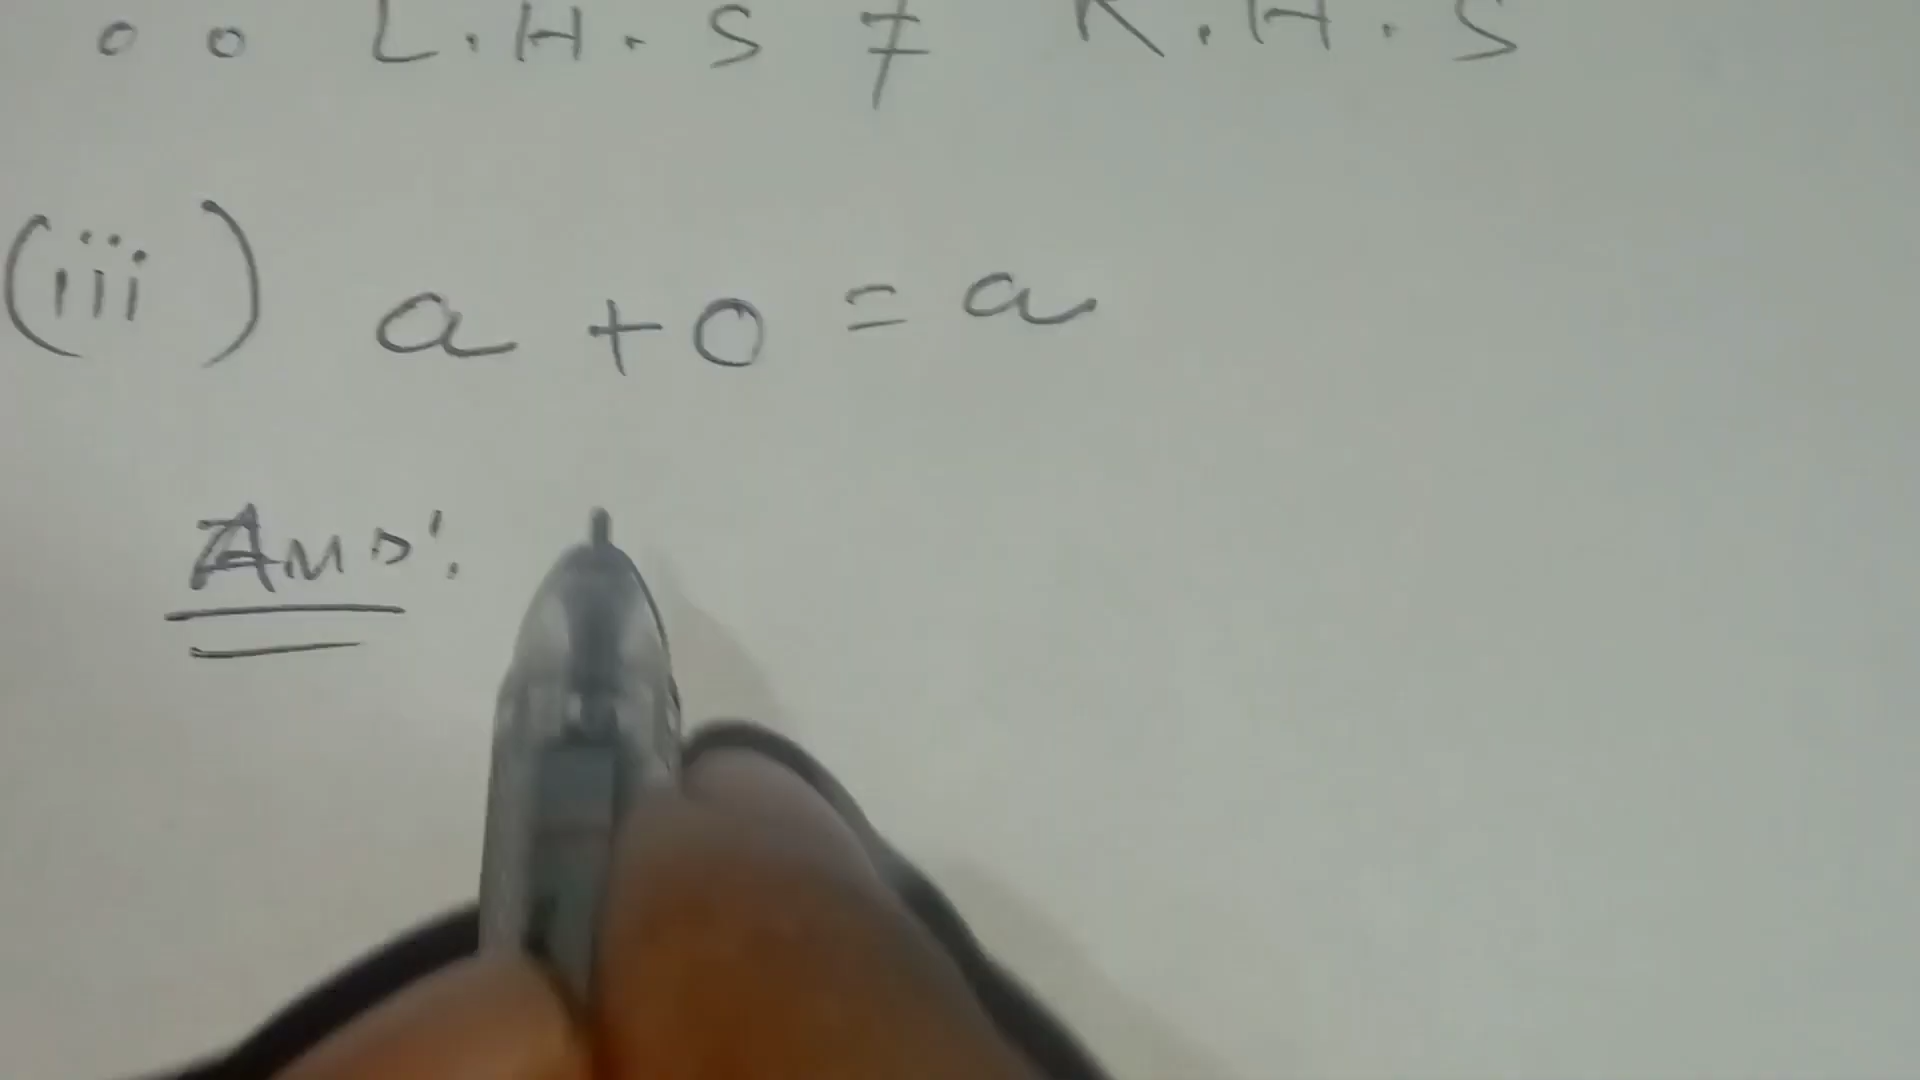 ∴ L.H.S ≠ R.H.S
(iii) a + 0 = a
Ans: